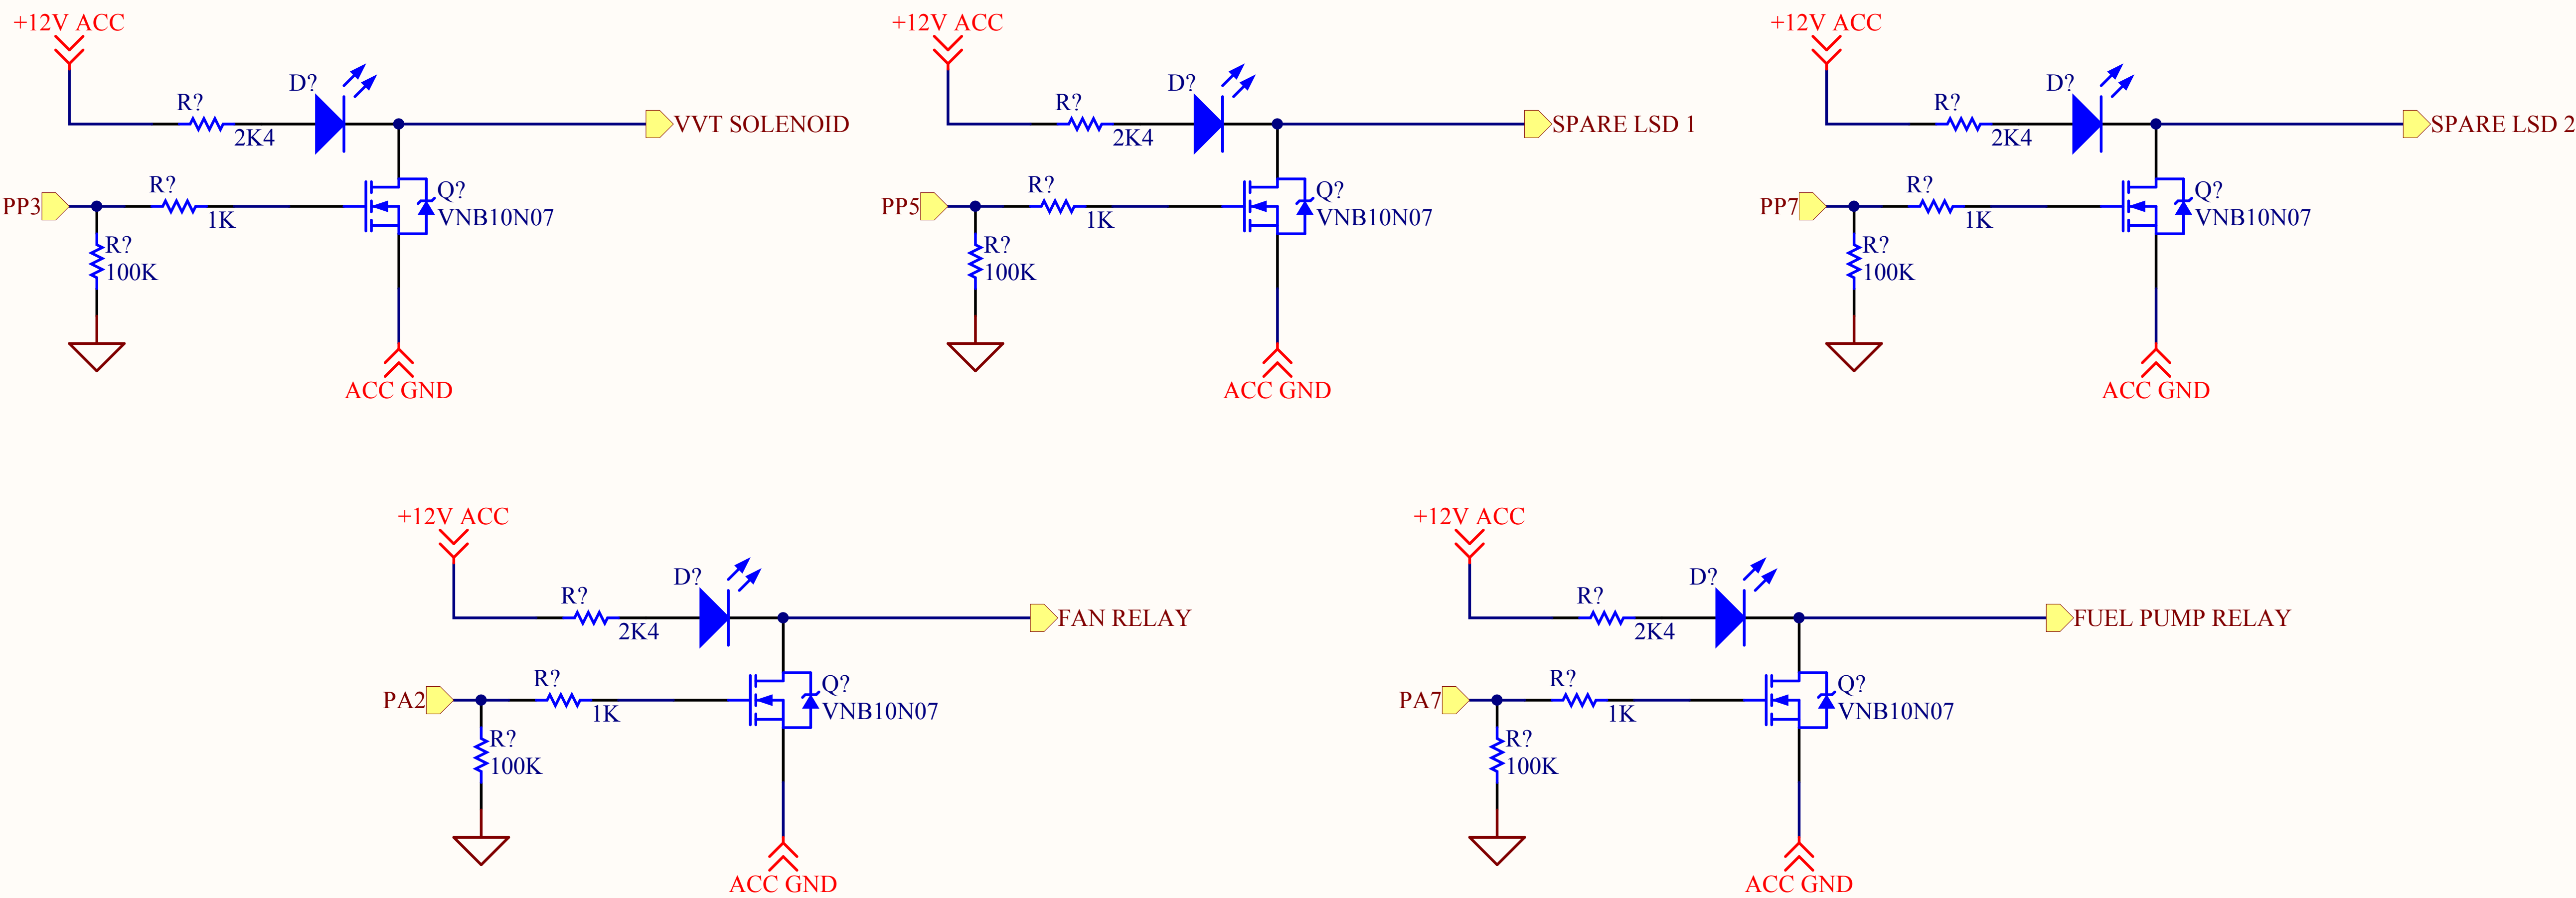 +12V ACC
R?
2K4
D?
VVT SOLENOID
PP3
R?
1K
Q?
VNB10N07
R?
100K
ACC GND
+12V ACC
R?
2K4
D?
SPARE LSD 1
PP5
R?
1K
Q?
VNB10N07
R?
100K
ACC GND
+12V ACC
R?
2K4
D?
SPARE LSD 2
PP7
R?
1K
Q?
VNB10N07
R?
100K
ACC GND
+12V ACC
R?
2K4
D?
FAN RELAY
PA2
R?
1K
Q?
VNB10N07
R?
100K
ACC GND
+12V ACC
R?
2K4
D?
FUEL PUMP RELAY
PA7
R?
1K
Q?
VNB10N07
R?
100K
ACC GND